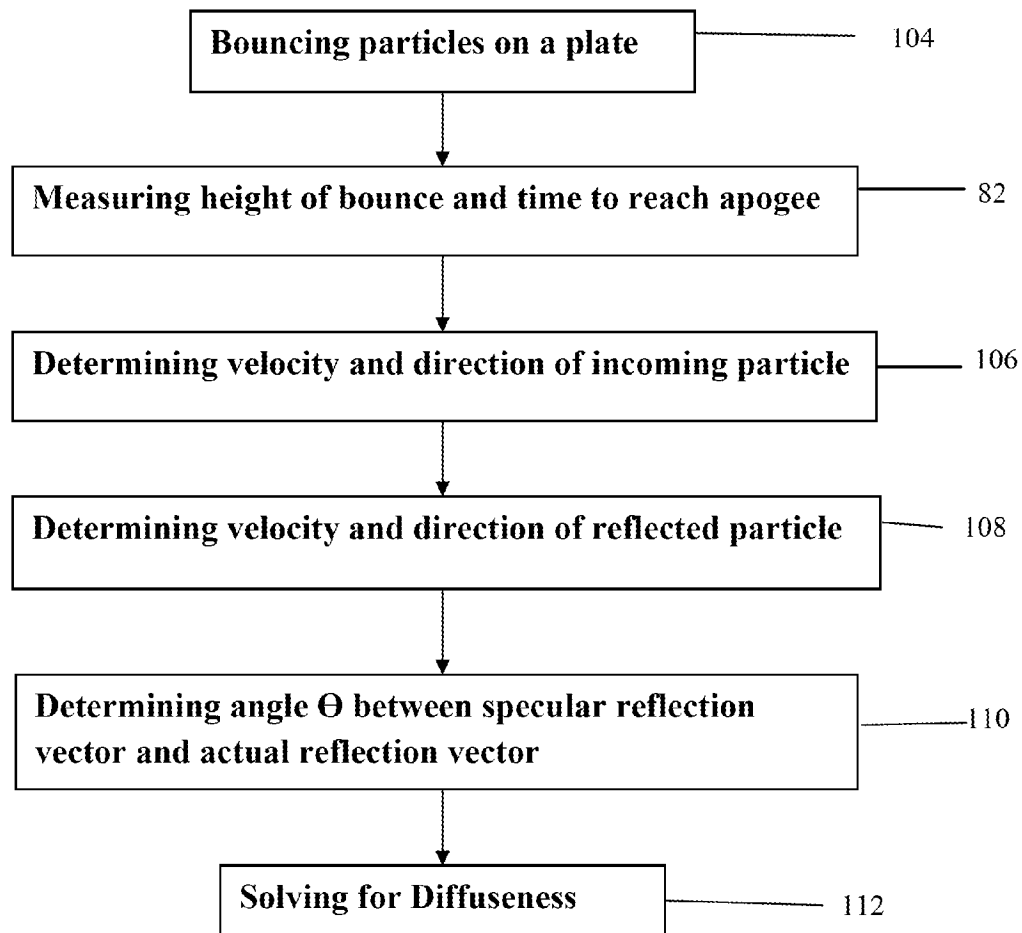 Bouncing particles on a plate
104
Measuring height of bounce and time to reach apogee
82
Determining velocity and direction of incoming particle
106
Determining velocity and direction of reflected particle
108
Determining angle Θ between specular reflection
vector and actual reflection vector
110
Solving for Diffuseness
112